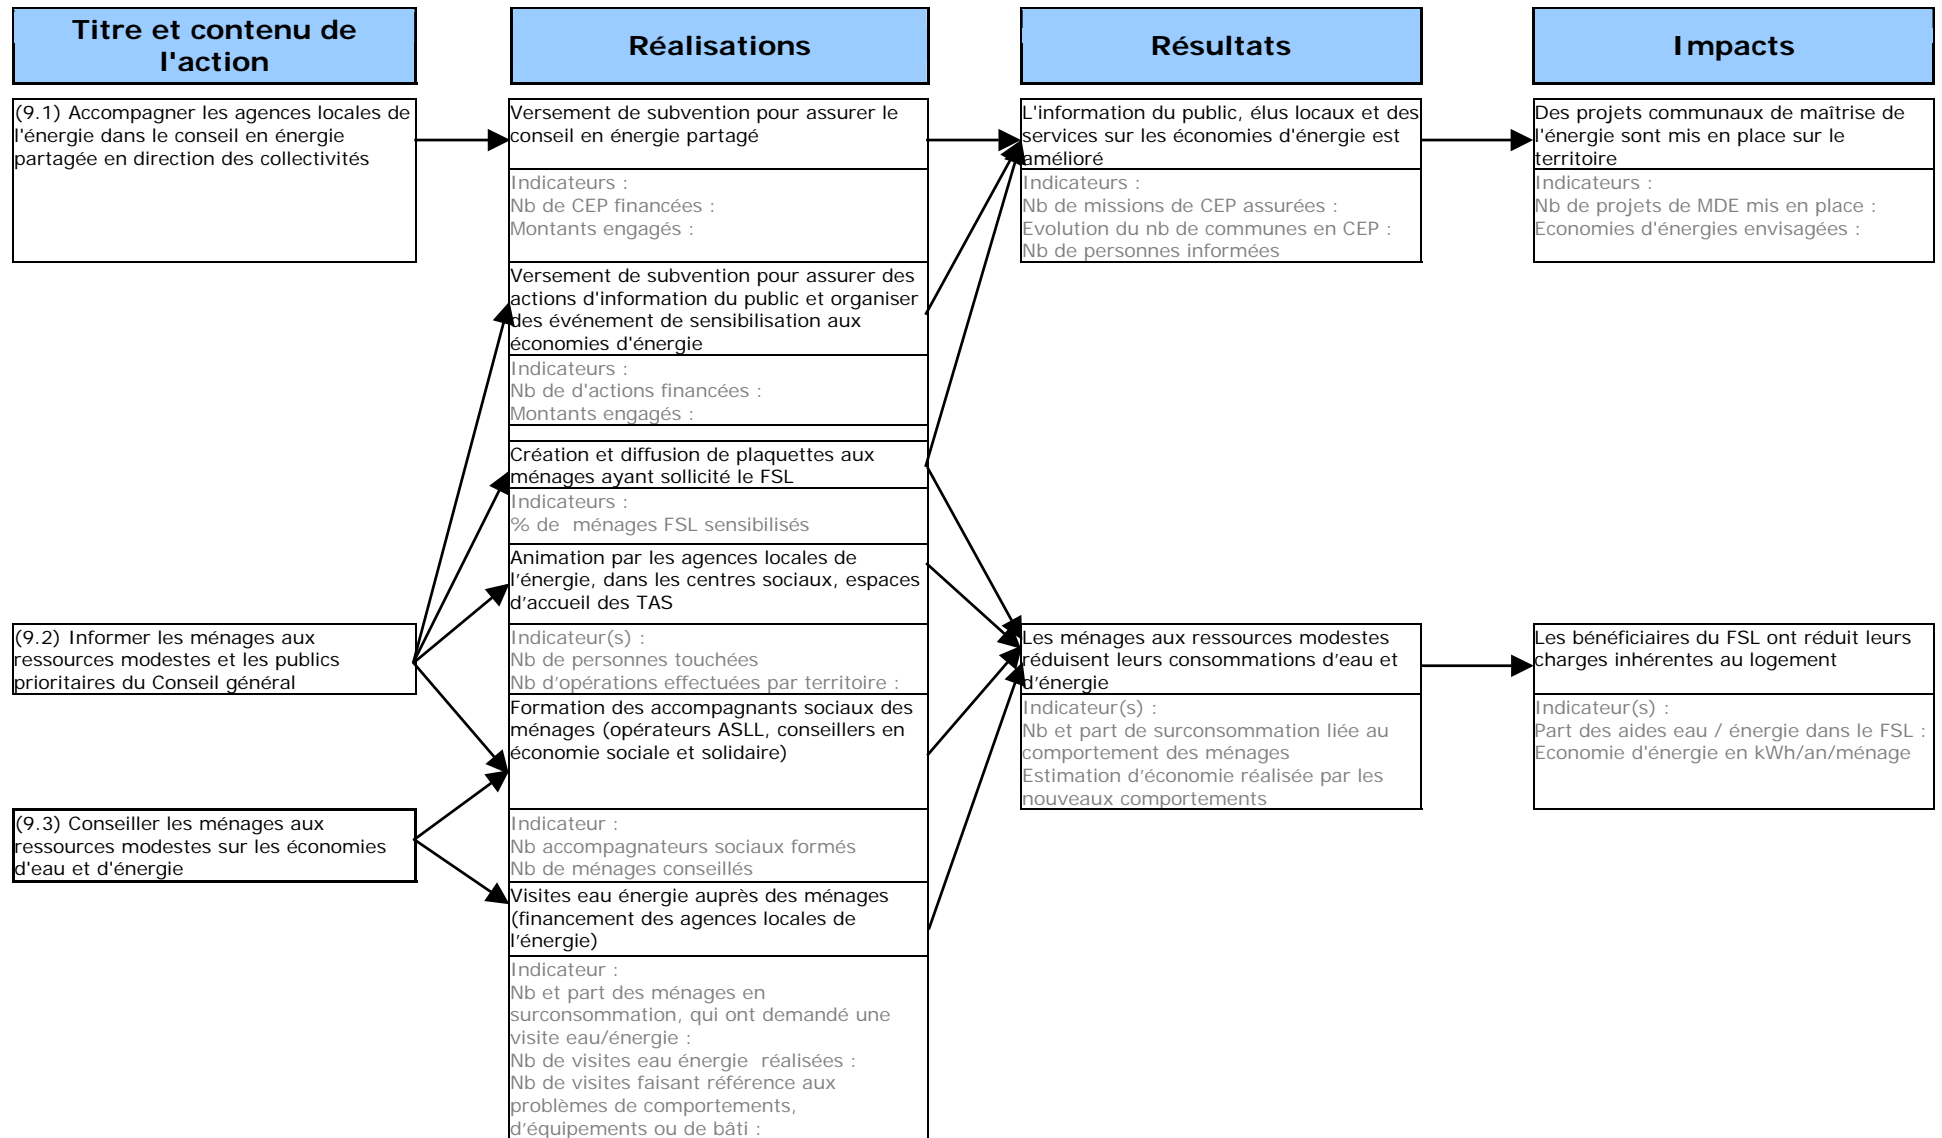 Titre et contenu de
l'action
Réalisations
Résultats
Impacts
(9.1) Accompagner les agences locales de
l'énergie dans le conseil en énergie
partagée en direction des collectivités
(9.2) Informer les ménages aux
ressources modestes et les publics
prioritaires du Conseil général
(9.3) Conseiller les ménages aux
ressources modestes sur les économies
d'eau et d'énergie
Versement de subvention pour assurer le
conseil en énergie partagé
Indicateurs :
Nb de CEP financées :
Montants engagés :
Versement de subvention pour assurer des
actions d'information du public et organiser
des événement de sensibilisation aux
économies d'énergie
Indicateurs :
Nb de d'actions financées :
Montants engagés :
Création et diffusion de plaquettes aux
ménages ayant sollicité le FSL
Indicateurs :
% de  ménages FSL sensibilisés
Animation par les agences locales de
l’énergie, dans les centres sociaux, espaces
d’accueil des TAS
Indicateur(s) :
Nb de personnes touchées
Nb d’opérations effectuées par territoire :
Formation des accompagnants sociaux des
ménages (opérateurs ASLL, conseillers en
économie sociale et solidaire)
Indicateur :
Nb accompagnateurs sociaux formés
Nb de ménages conseillés
Visites eau énergie auprès des ménages
(financement des agences locales de
l’énergie)
Indicateur :
Nb et part des ménages en
surconsommation, qui ont demandé une
visite eau/énergie :
Nb de visites eau énergie  réalisées :
Nb de visites faisant référence aux
problèmes de comportements,
d’équipements ou de bâti :
L'information du public, élus locaux et des
services sur les économies d'énergie est
amélioré
Indicateurs :
Nb de missions de CEP assurées :
Evolution du nb de communes en CEP :
Nb de personnes informées
Les ménages aux ressources modestes
réduisent leurs consommations d’eau et
d’énergie
Indicateur(s) :
Nb et part de surconsommation liée au
comportement des ménages
Estimation d’économie réalisée par les
nouveaux comportements
Des projets communaux de maîtrise de
l'énergie sont mis en place sur le
territoire
Indicateurs :
Nb de projets de MDE mis en place :
Economies d'énergies envisagées :
Les bénéficiaires du FSL ont réduit leurs
charges inhérentes au logement
Indicateur(s) :
Part des aides eau / énergie dans le FSL :
Economie d'énergie en kWh/an/ménage